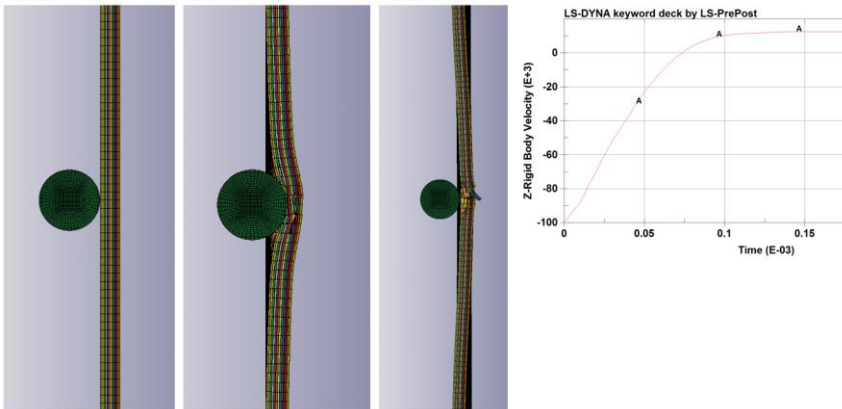 LS-DYNA keyword deck by LS-PrePost
Z-Rigid Body Velocity (E+3)
0
-20
-40
-60
-80
-100
A
A
A
0
0.05
0.1
0.15
Time (E-03)